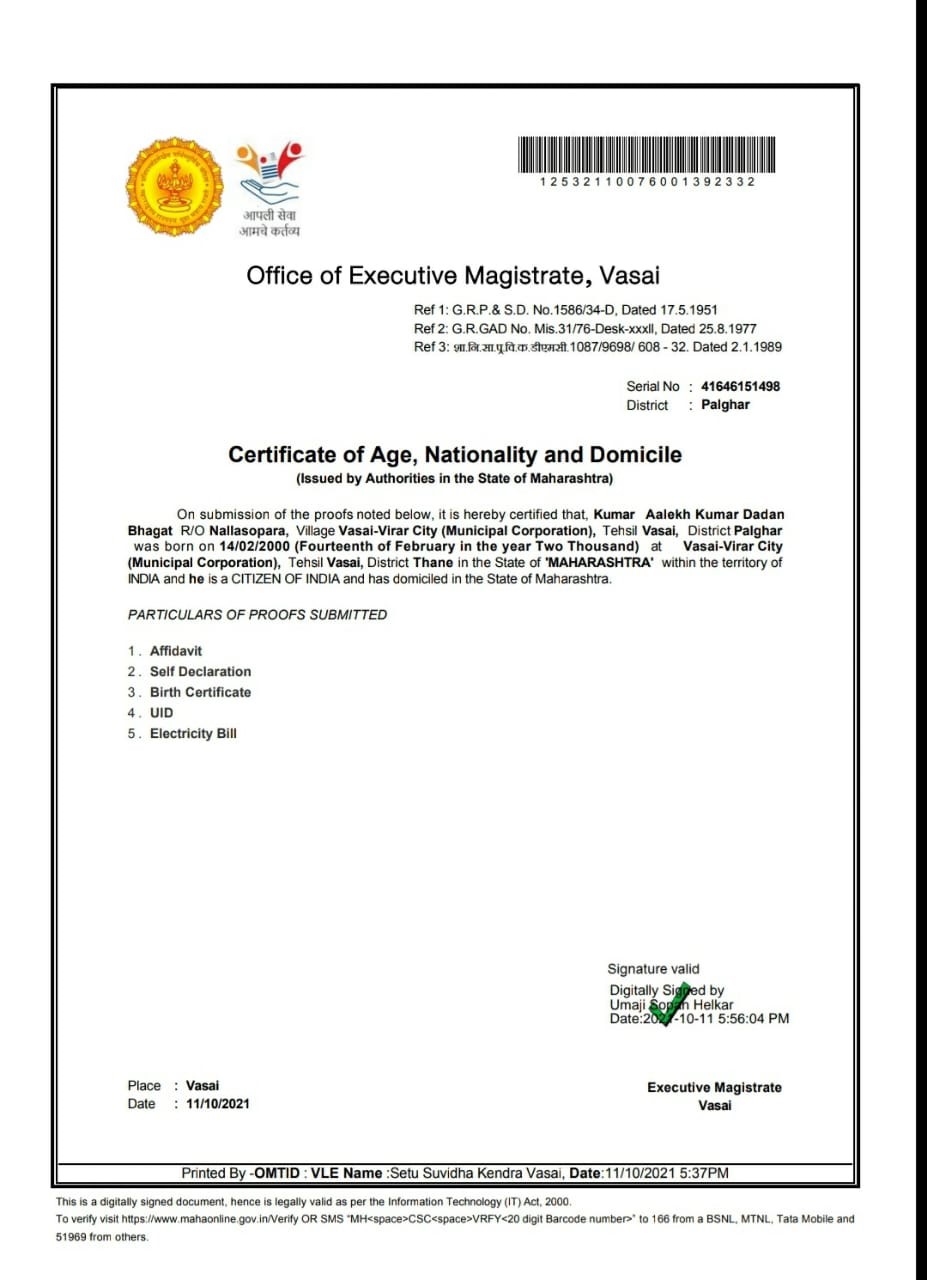 आपली सेवा
आमचे कर्तव्य
12532110076001392332
Office of Executive Magistrate, Vasai
Ref 1: G.R.P.& S.D. No.1586/34-D, Dated 17.5.1951
Ref 2: G.R.GAD No. Mis.31/76-Desk-xxxll, Dated 25.8.1977
Ref 3: शा.नि.सा.पू.वि.क.डीएमसी.1087/9698/ 608 - 32. Dated 2.1.1989
Serial No : 41646151498
District : Palghar
Certificate of Age, Nationality and Domicile
(Issued by Authorities in the State of Maharashtra)
On submission of the proofs noted below, it is hereby certified that, Kumar Aalekh Kumar Dadan
Bhagat R/O Nallasopara, Village Vasai-Virar City (Municipal Corporation), Tehsil Vasai, District Palghar
was born on 14/02/2000 (Fourteenth of February in the year Two Thousand) at Vasai-Virar City
(Municipal Corporation), Tehsil Vasai, District Thane in the State of 'MAHARASHTRA' within the territory of
INDIA and he is a CITIZEN OF INDIA and has domiciled in the State of Maharashtra.
PARTICULARS OF PROOFS SUBMITTED
1 . Affidavit
2 . Self Declaration
3 . Birth Certificate
4 . UID
5 . Electricity Bill
Signature valid
Digitally Signed by
Umaji Sopan Helkar
Date:2021-10-11 5:56:04 PM
Place : Vasai
Date : 11/10/2021
Executive Magistrate
Vasai
Printed By -OMTID : VLE Name :Setu Suvidha Kendra Vasai, Date:11/10/2021 5:37PM
This is a digitally signed document, hence is legally valid as per the Information Technology (IT) Act, 2000.
To verify visit https://www.mahaonline.gov.in/Verify OR SMS "MH<space>CSC<space>VRFY<20 digit Barcode number>" to 166 from a BSNL, MTNL, Tata Mobile and
51969 from others.